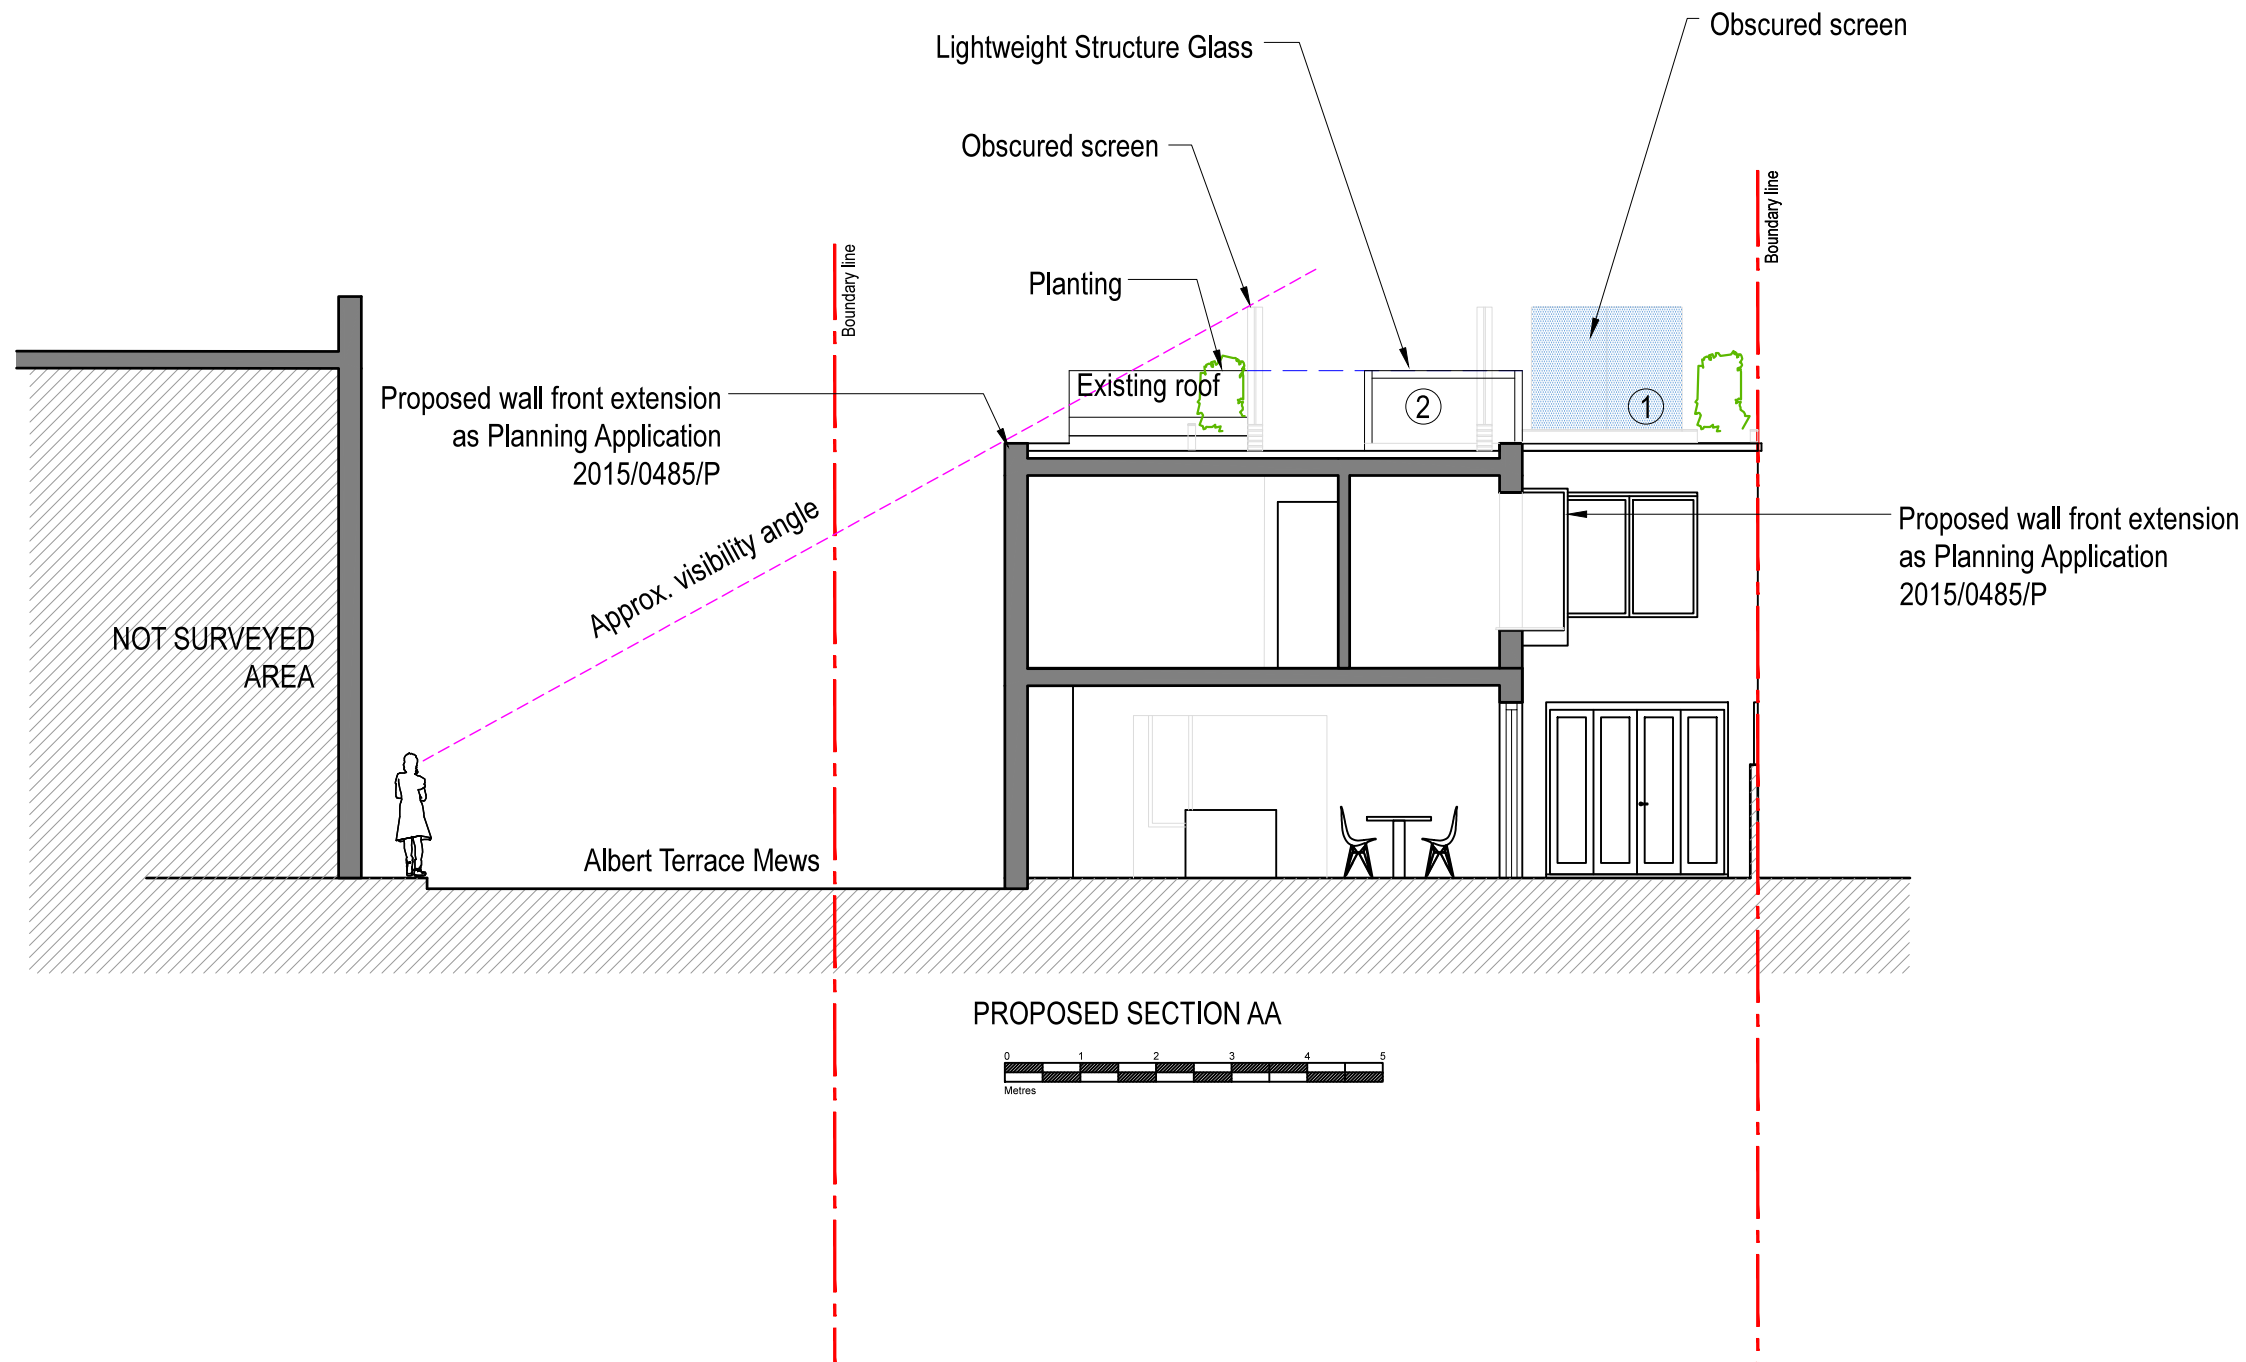 Obscured screen
Lightweight Structure Glass
Obscured screen
Boundary line
Boundary line
Planting
Existing roof
Proposed wall front extension
as Planning Application
2015/0485/P
2
1
Approx. visibility angle
Proposed wall front extension
as Planning Application
2015/0485/P
NOT SURVEYED
AREA
Albert Terrace Mews
PROPOSED SECTION AA
0 1 2 3 4 5
Metres